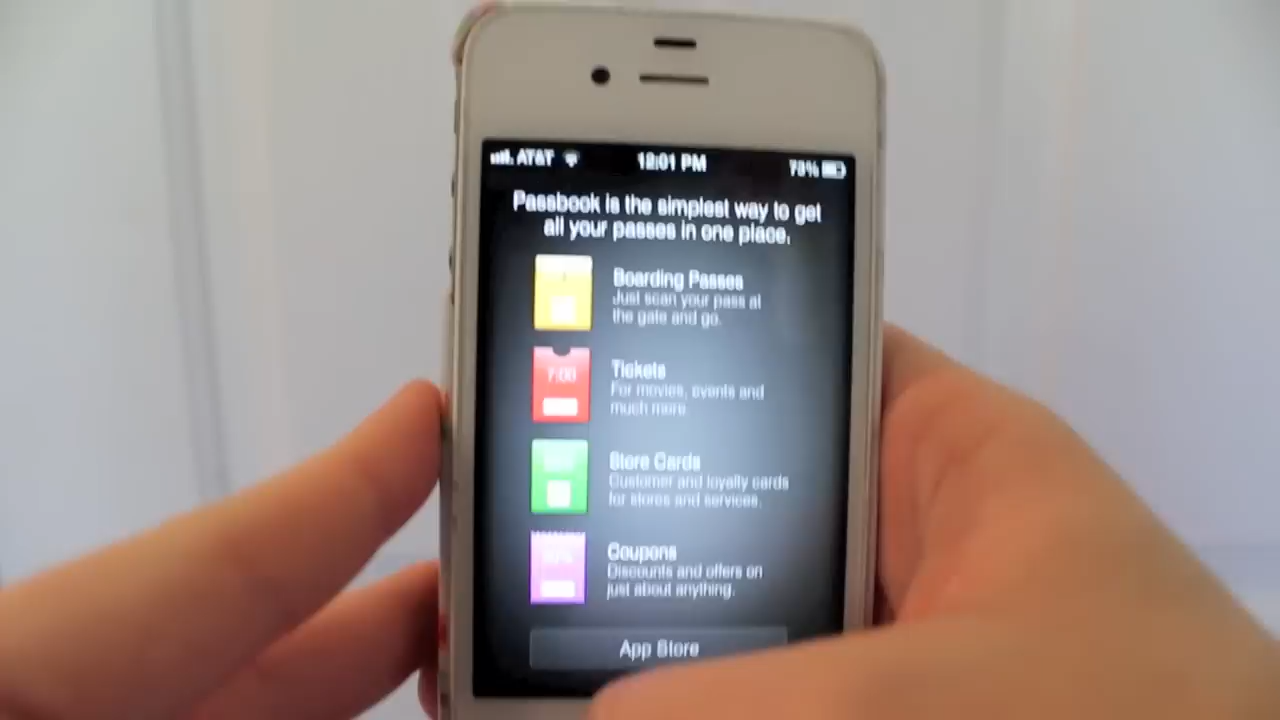 AT&T 12:01 PM 73%
Passbook is the simplest way to get
all your passes in one place.
Boarding Passes
Just scan your pass at
the gate and go.
Tickets
For movies, events and
much more.
7:00
Store Cards
Customer and loyalty cards
for stores and services.
Coupons
Discounts and offers on
just about anything.
App Store